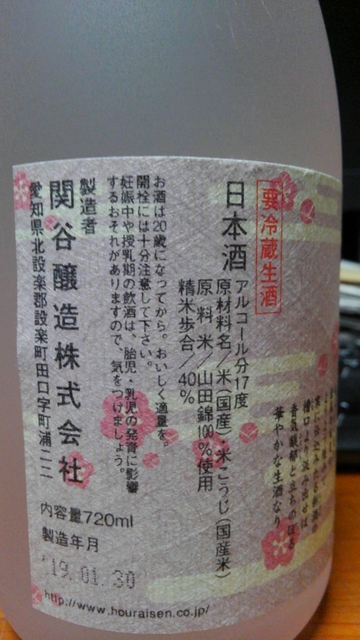 要冷蔵生酒
日本酒
アルコール分17度
原材料名／米(国産)・米こうじ(国産米)
原料米／山田錦100%使用
精米歩合／40%
お酒は20歳になってから。おいしく適量を。
開栓には十分注意して下さい。
妊娠中や授乳期の飲酒は、胎児・乳児の発育に影響
するおそれがありますので、気をつけましょう。
製造者
関谷醸造株式会社
愛知県北設楽郡設楽町田口字町浦二二
内容量720ml
製造年月
'19.01.30
http://www.houraisen.co.jp/
華やかな生酒なり